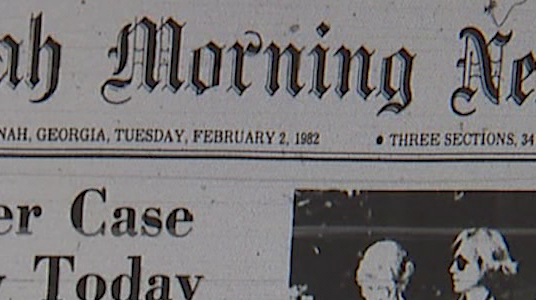 ah Morning Ne
NAH, GEORGIA, TUESDAY, FEBRUARY 2, 1982 • THREE SECTIONS, 34
er Case
Today